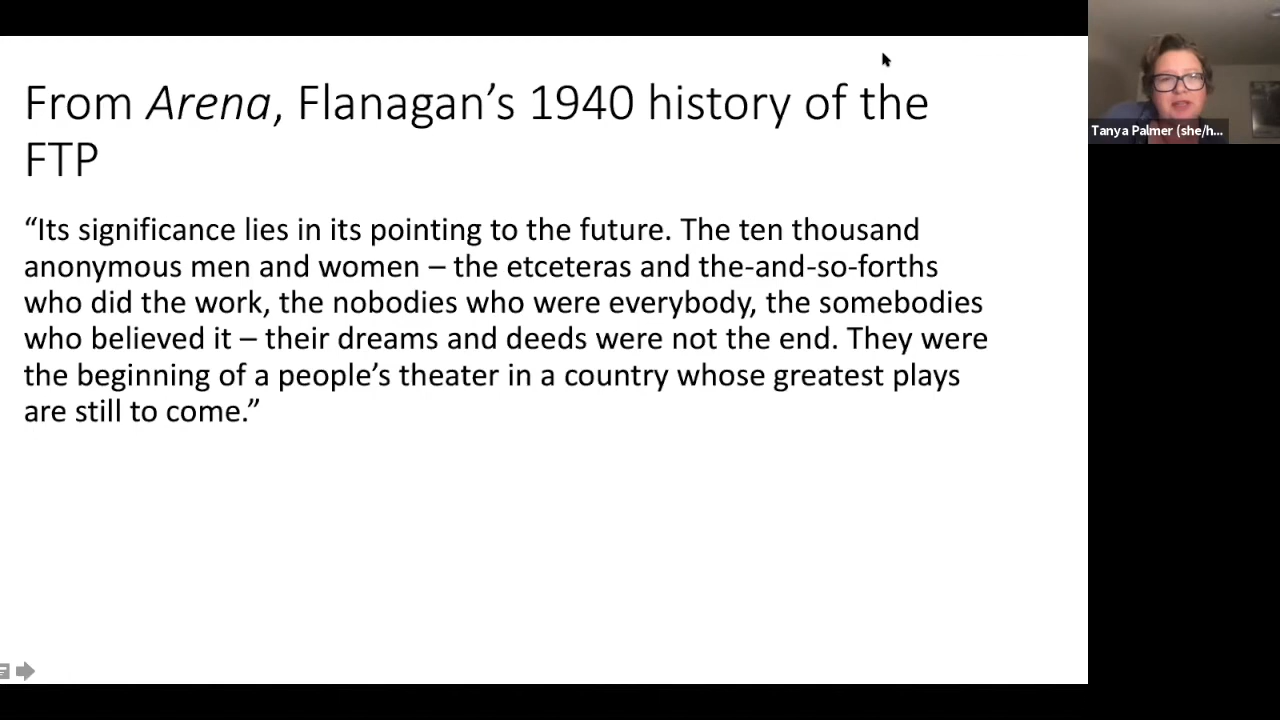 From Arena, Flanagan’s 1940 history of the
FTP
“Its significance lies in its pointing to the future. The ten thousand
anonymous men and women – the etceteras and the-and-so-forths
who did the work, the nobodies who were everybody, the somebodies
who believed it – their dreams and deeds were not the end. They were
the beginning of a people’s theater in a country whose greatest plays
are still to come.”
Tanya Palmer (she/h...